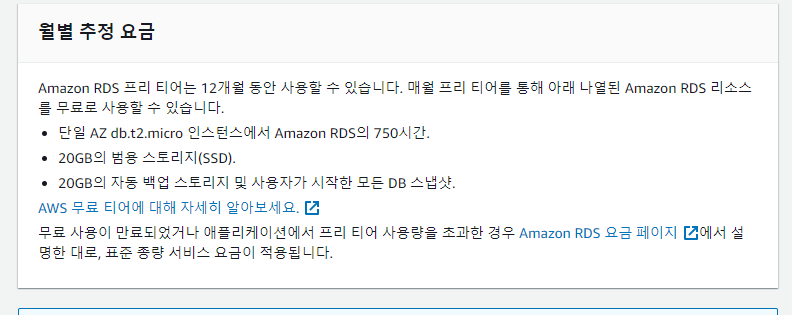 월별 추정 요금
Amazon RDS 프리 티어는 12개월 동안 사용할 수 있습니다. 매월 프리 티어를 통해 아래 나열된 Amazon RDS 리소스
를 무료로 사용할 수 있습니다.
• 단일 AZ db.t2.micro 인스턴스에서 Amazon RDS의 750시간.
• 20GB의 범용 스토리지(SSD).
• 20GB의 자동 백업 스토리지 및 사용자가 시작한 모든 DB 스냅샷.
AWS 무료 티어에 대해 자세히 알아보세요.
무료 사용이 만료되었거나 애플리케이션에서 프리 티어 사용량을 초과한 경우 Amazon RDS 요금 페이지 에서 설
명한 대로, 표준 종량 서비스 요금이 적용됩니다.